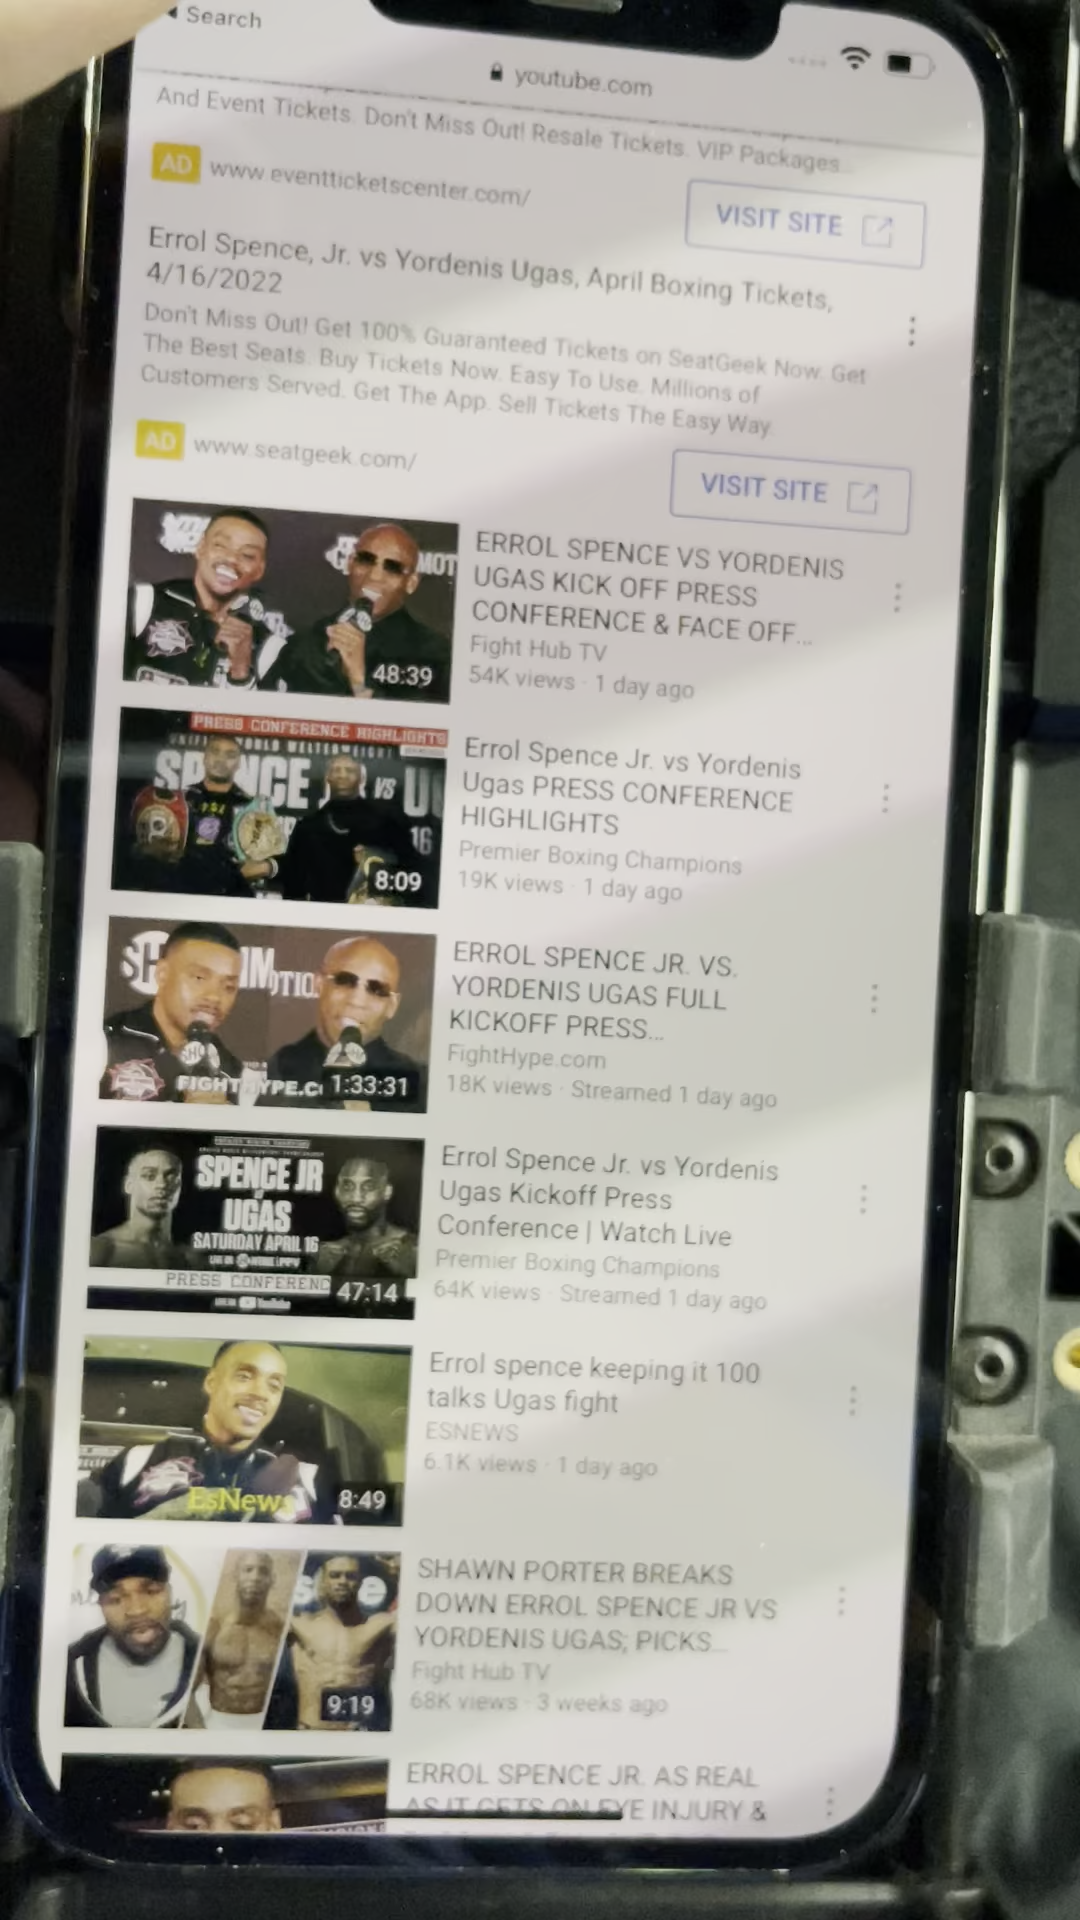 Search
youtube.com
And Event Tickets. Don't Miss Out! Resale Tickets. VIP Packages...
AD www.eventticketscenter.com/
VISIT SITE
Errol Spence, Jr. vs Yordenis Ugas, April Boxing Tickets,
4/16/2022
Don't Miss Out! Get 100% Guaranteed Tickets on SeatGeek Now. Get
The Best Seats. Buy Tickets Now. Easy To Use. Millions of
Customers Served. Get The App. Sell Tickets The Easy Way.
AD www.seatgeek.com/
VISIT SITE
MOT
48:39
ERROL SPENCE VS YORDENIS
UGAS KICK OFF PRESS
CONFERENCE & FACE OFF...
Fight Hub TV
54K views · 1 day ago
PRESS CONFERENCE HIGHLIGHTS
VS
16
8:09
Errol Spence Jr. vs Yordenis
Ugas PRESS CONFERENCE
HIGHLIGHTS
Premier Boxing Champions
19K views · 1 day ago
1:33:31
ERROL SPENCE JR. VS.
YORDENIS UGAS FULL
KICKOFF PRESS...
FightHype.com
18K views · Streamed 1 day ago
SPENCE JR
UGAS
SATURDAY APRIL 16
PRESS CONFERENC
47:14
Errol Spence Jr. vs Yordenis
Ugas Kickoff Press
Conference | Watch Live
Premier Boxing Champions
64K views · Streamed 1 day ago
EsNews
8:49
Errol spence keeping it 100
talks Ugas fight
ESNEWS
6.1K views · 1 day ago
9:19
SHAWN PORTER BREAKS
DOWN ERROL SPENCE JR VS
YORDENIS UGAS; PICKS...
Fight Hub TV
68K views · 3 weeks ago
ERROL SPENCE JR. AS REAL
AS IT GETS ON EYE INJURY &